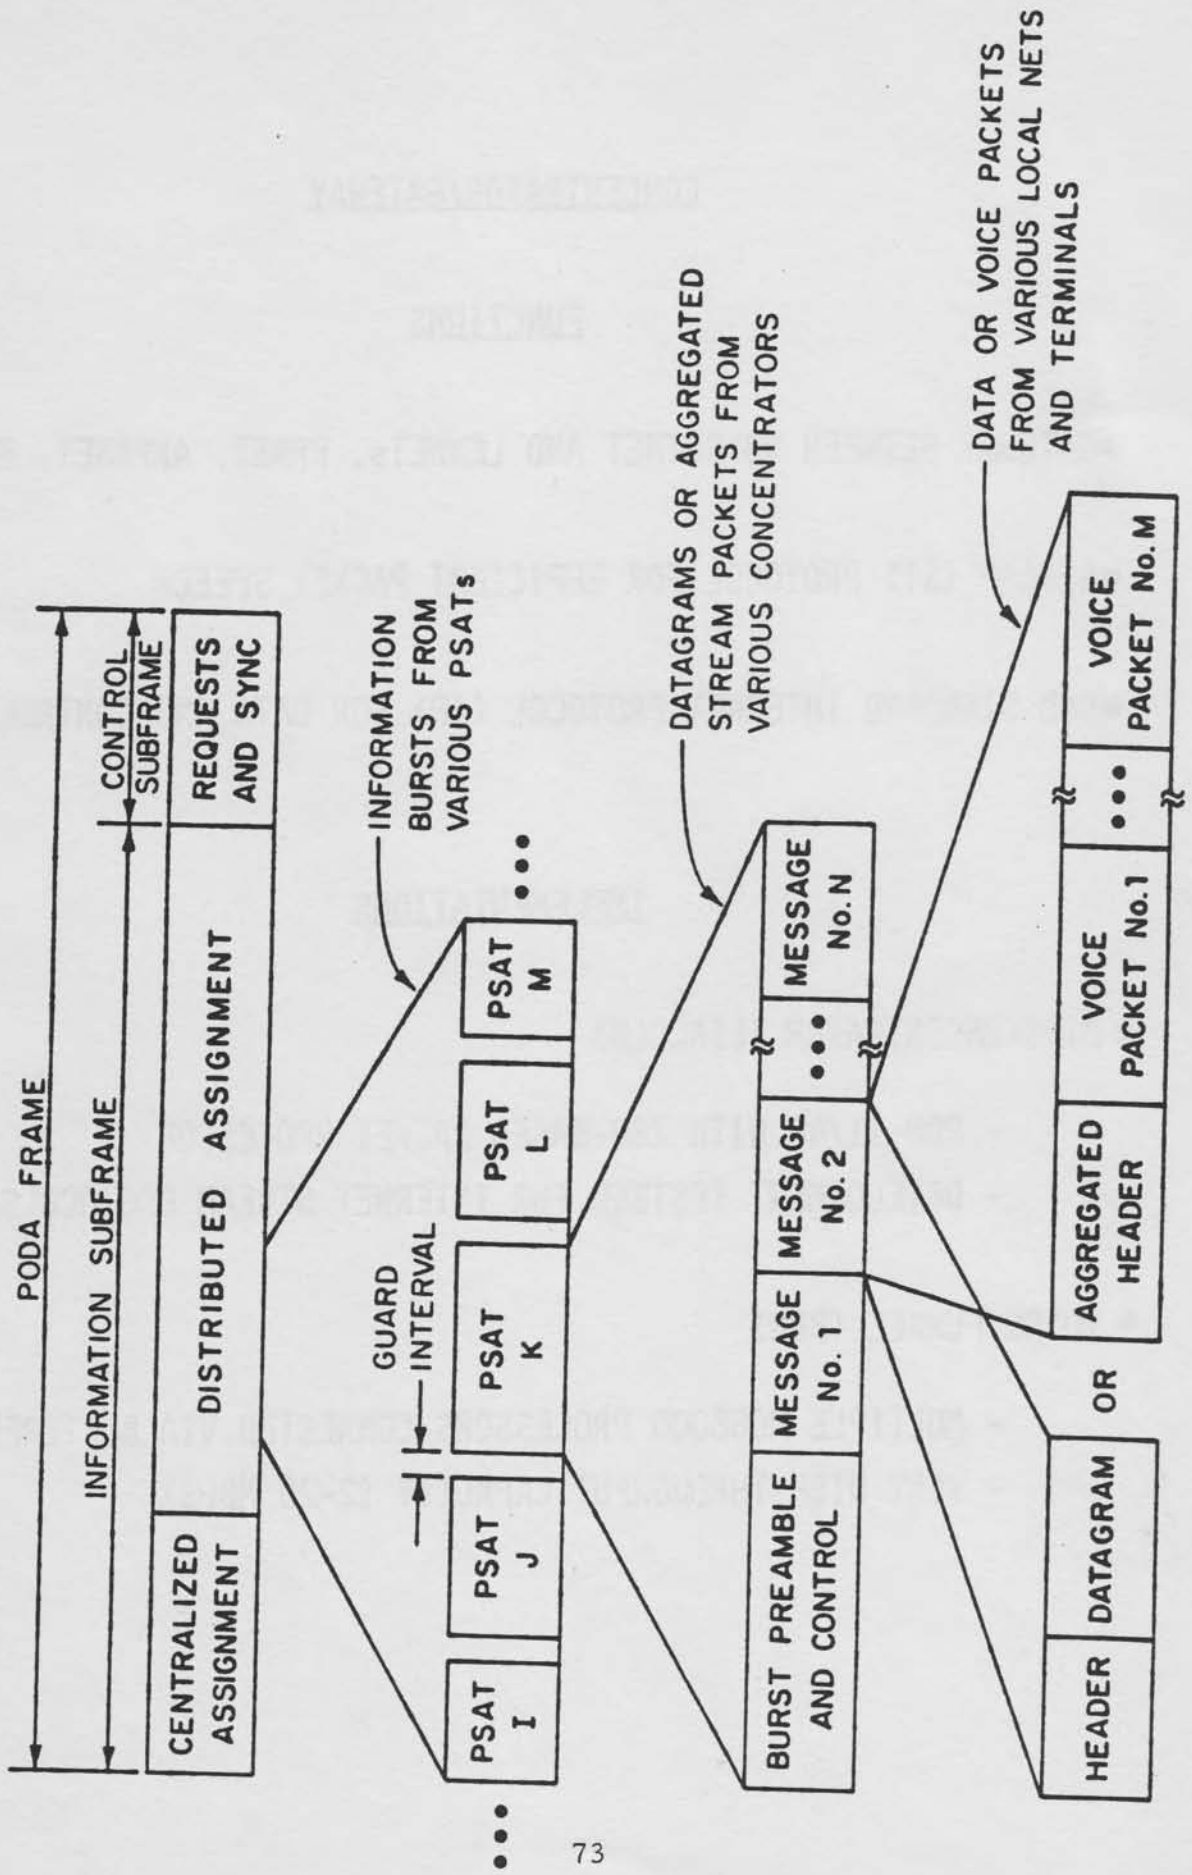 PODA FRAME
INFORMATION SUBFRAME
CONTROL
SUBFRAME
CENTRALIZED
ASSIGNMENT
DISTRIBUTED ASSIGNMENT
REQUESTS
AND SYNC
INFORMATION
BURSTS FROM
VARIOUS PSATs
GUARD
INTERVAL
•••
PSAT
I
PSAT
J
PSAT
K
PSAT
L
PSAT
M
•••
DATAGRAMS OR AGGREGATED
STREAM PACKETS FROM
VARIOUS CONCENTRATORS
BURST PREAMBLE
AND CONTROL
MESSAGE
No. 1
MESSAGE
No. 2
•••
MESSAGE
No. N
DATA OR VOICE PACKETS
FROM VARIOUS LOCAL NETS
AND TERMINALS
HEADER
DATAGRAM
OR
AGGREGATED
HEADER
VOICE
PACKET No. 1
•••
VOICE
PACKET No. M
73
CONCENTRATOR/GATEWAY
FUNCTIONS